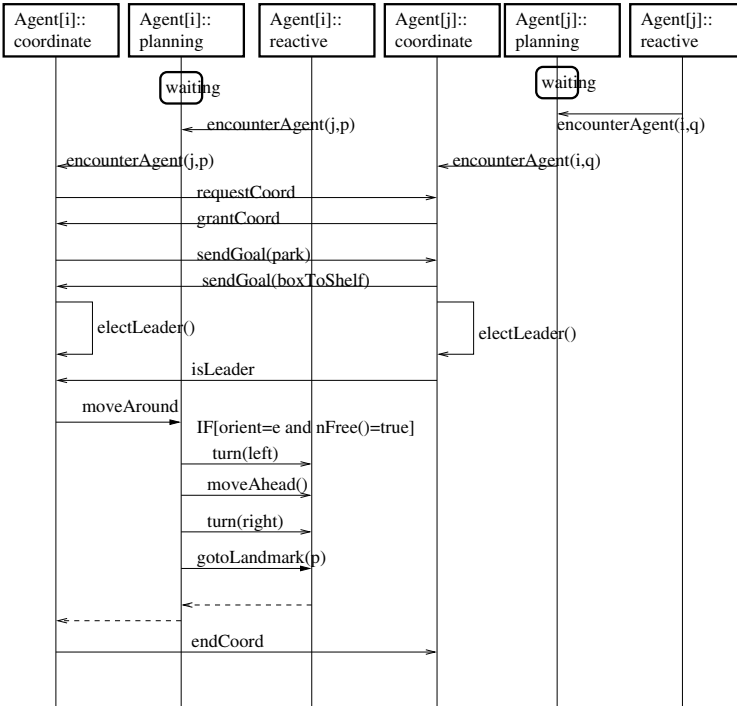 Agent[i]::
coordinate
Agent[i]::
planning
Agent[i]::
reactive
Agent[j]::
coordinate
Agent[j]::
planning
Agent[j]::
reactive
waiting
waiting
encounterAgent(j,p)
encounterAgent(i,q)
encounterAgent(j,p)
encounterAgent(i,q)
requestCoord
grantCoord
sendGoal(park)
sendGoal(boxToShelf)
electLeader()
electLeader()
isLeader
moveAround
IF[orient=e and nFree()=true]
turn(left)
moveAhead()
turn(right)
gotoLandmark(p)
endCoord